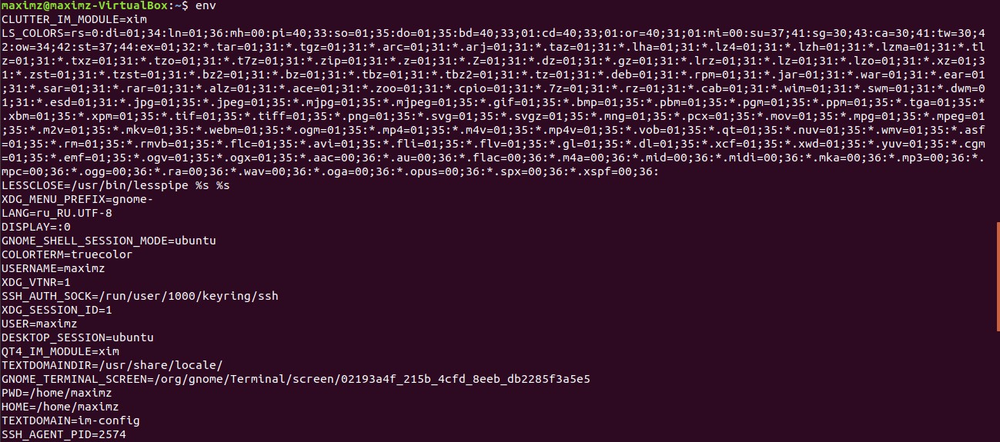 maximz@maximz-VirtualBox:~$ env
CLUTTER_IM_MODULE=xim
LS_COLORS=rs=0:di=01;34:ln=01;36:mh=00:pi=40;33:so=01;35:do=01;35:bd=40;33;01:cd=40;33;01:or=40;31;01:mi=00:su=37;41:sg=30;43:ca=30;41:tw=30;4
2:ow=34;42:st=37;44:ex=01;32:*.tar=01;31:*.tgz=01;31:*.arc=01;31:*.arj=01;31:*.taz=01;31:*.lha=01;31:*.lz4=01;31:*.lzh=01;31:*.lzma=01;31:*.tl
z=01;31:*.txz=01;31:*.tzo=01;31:*.t7z=01;31:*.zip=01;31:*.z=01;31:*.Z=01;31:*.dz=01;31:*.gz=01;31:*.lrz=01;31:*.lz=01;31:*.lzo=01;31:*.xz=01;3
1:*.zst=01;31:*.tzst=01;31:*.bz2=01;31:*.bz=01;31:*.tbz=01;31:*.tbz2=01;31:*.tz=01;31:*.deb=01;31:*.rpm=01;31:*.jar=01;31:*.war=01;31:*.ear=01
;31:*.sar=01;31:*.rar=01;31:*.alz=01;31:*.ace=01;31:*.zoo=01;31:*.cpio=01;31:*.7z=01;31:*.rz=01;31:*.cab=01;31:*.wim=01;31:*.swm=01;31:*.dwm=0
1;31:*.esd=01;31:*.jpg=01;35:*.jpeg=01;35:*.mjpg=01;35:*.mjpeg=01;35:*.gif=01;35:*.bmp=01;35:*.pbm=01;35:*.pgm=01;35:*.ppm=01;35:*.tga=01;35:*
.xbm=01;35:*.xpm=01;35:*.tif=01;35:*.tiff=01;35:*.png=01;35:*.svg=01;35:*.svgz=01;35:*.mng=01;35:*.pcx=01;35:*.mov=01;35:*.mpg=01;35:*.mpeg=01
;35:*.m2v=01;35:*.mkv=01;35:*.webm=01;35:*.ogm=01;35:*.mp4=01;35:*.m4v=01;35:*.mp4v=01;35:*.vob=01;35:*.qt=01;35:*.nuv=01;35:*.wmv=01;35:*.asf
=01;35:*.rm=01;35:*.rmvb=01;35:*.flc=01;35:*.avi=01;35:*.fli=01;35:*.flv=01;35:*.gl=01;35:*.dl=01;35:*.xcf=01;35:*.xwd=01;35:*.yuv=01;35:*.cgm
=01;35:*.emf=01;35:*.ogv=01;35:*.ogx=01;35:*.aac=00;36:*.au=00;36:*.flac=00;36:*.m4a=00;36:*.mid=00;36:*.midi=00;36:*.mka=00;36:*.mp3=00;36:*.
mpc=00;36:*.ogg=00;36:*.ra=00;36:*.wav=00;36:*.oga=00;36:*.opus=00;36:*.spx=00;36:*.xspf=00;36:
LESSCLOSE=/usr/bin/lesspipe %s %s
XDG_MENU_PREFIX=gnome-
LANG=ru_RU.UTF-8
DISPLAY=:0
GNOME_SHELL_SESSION_MODE=ubuntu
COLORTERM=truecolor
USERNAME=maximz
XDG_VTNR=1
SSH_AUTH_SOCK=/run/user/1000/keyring/ssh
XDG_SESSION_ID=1
USER=maximz
DESKTOP_SESSION=ubuntu
QT4_IM_MODULE=xim
TEXTDOMAINDIR=/usr/share/locale/
GNOME_TERMINAL_SCREEN=/org/gnome/Terminal/screen/02193a4f_215b_4cfd_8eeb_db2285f3a5e5
PWD=/home/maximz
HOME=/home/maximz
TEXTDOMAIN=im-config
SSH_AGENT_PID=2574